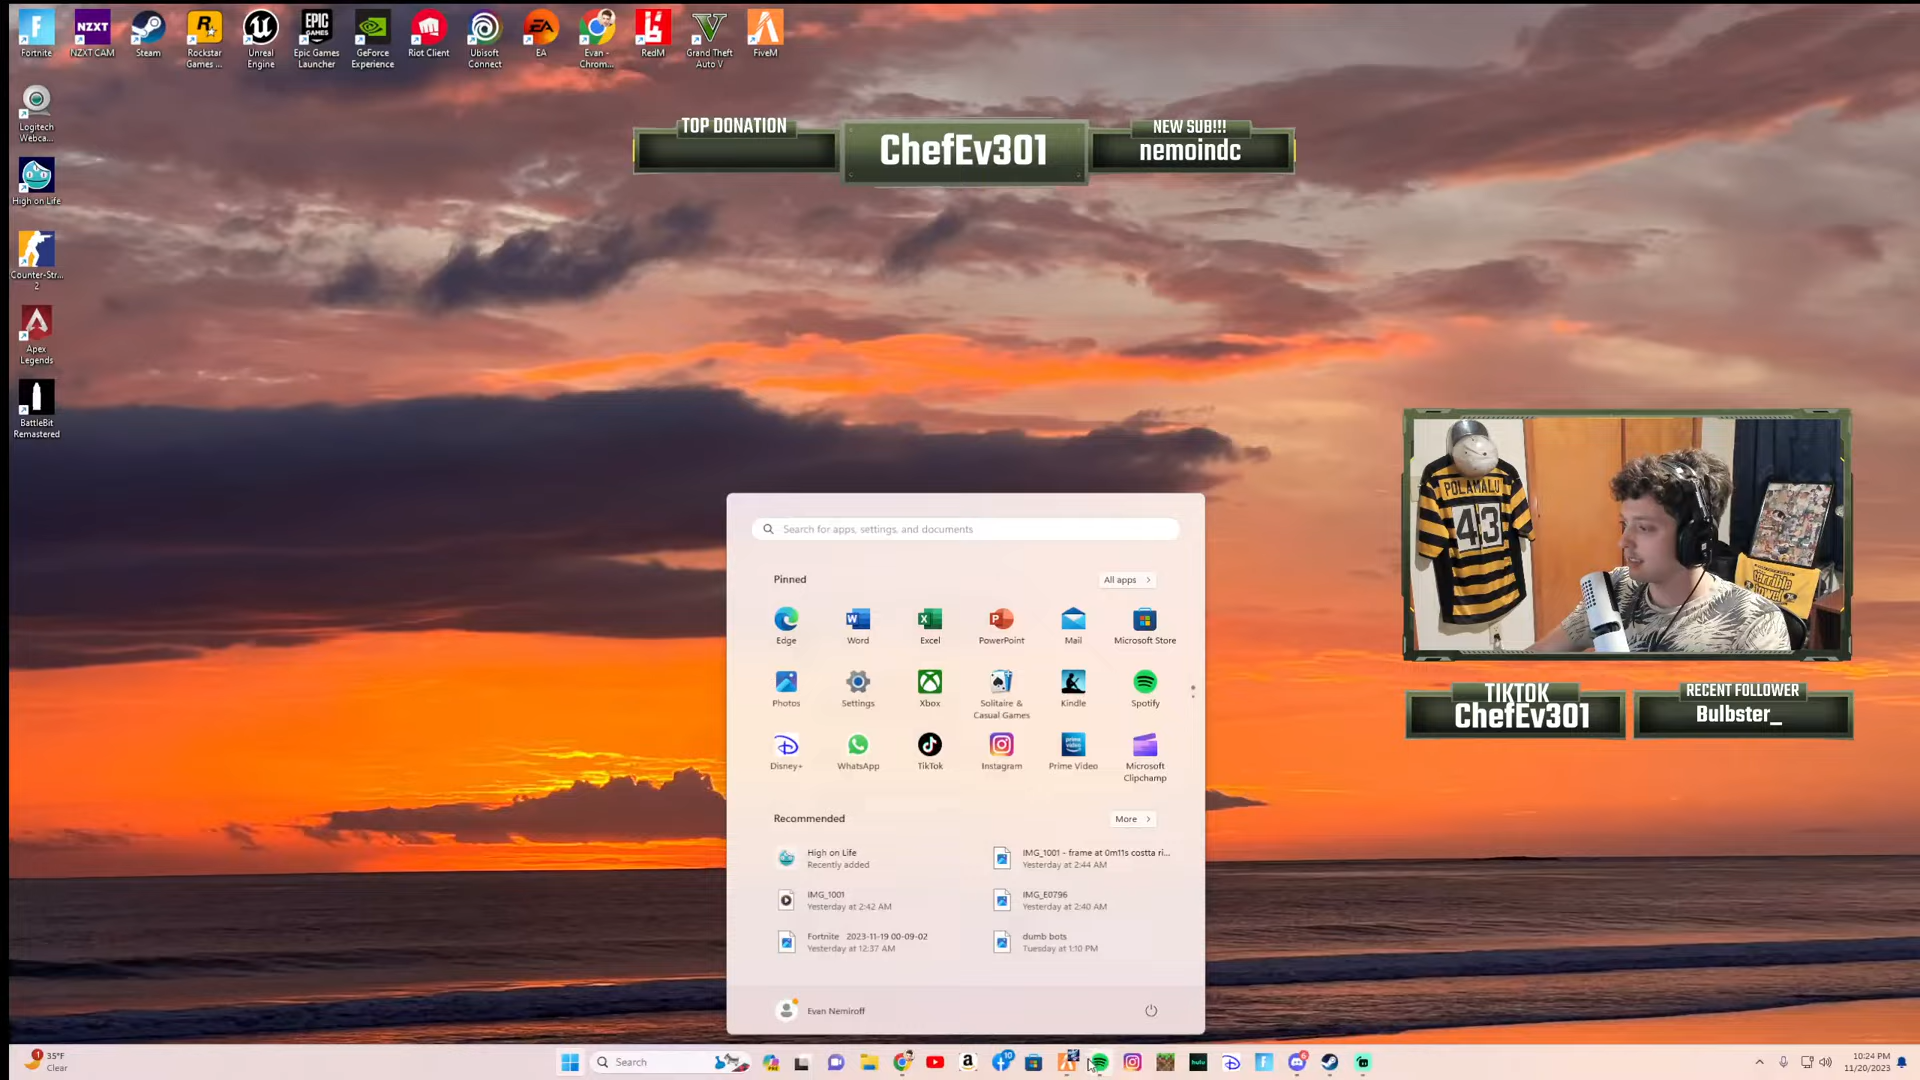 Fortnite
NZXT CAM
Steam
Rockstar
Games ...
Unreal
Engine
Epic Games
Launcher
GeForce
Experience
Riot Client
Ubisoft
Connect
EA
Evan -
Chrom...
RedM
Grand Theft
Auto V
FiveM
Logitech
Webca...
High on Life
Counter-Str...
2
Apex
Legends
BattleBit
Remastered
TOP DONATION
ChefEv301
NEW SUB!!!
nemoindc
POLAMALU
43
terrible
TIKTOK
ChefEv301
RECENT FOLLOWER
Bulbster_
Search for apps, settings, and documents
Pinned
All apps
Edge
Word
Excel
PowerPoint
Mail
Microsoft Store
Photos
Settings
Xbox
Solitaire &
Casual Games
Kindle
Spotify
Disney+
WhatsApp
TikTok
Instagram
Prime Video
Microsoft
Clipchamp
Recommended
More
High on Life
Recently added
IMG_1001 - frame at 0m11s costta ri...
Yesterday at 2:44 AM
IMG_1001
Yesterday at 2:42 AM
IMG_E0796
Yesterday at 2:40 AM
Fortnite 2023-11-19 00-09-02
Yesterday at 12:37 AM
dumb bots
Tuesday at 1:10 PM
Evan Nemiroff
35°F
Clear
Search
10:24 PM
11/20/2023